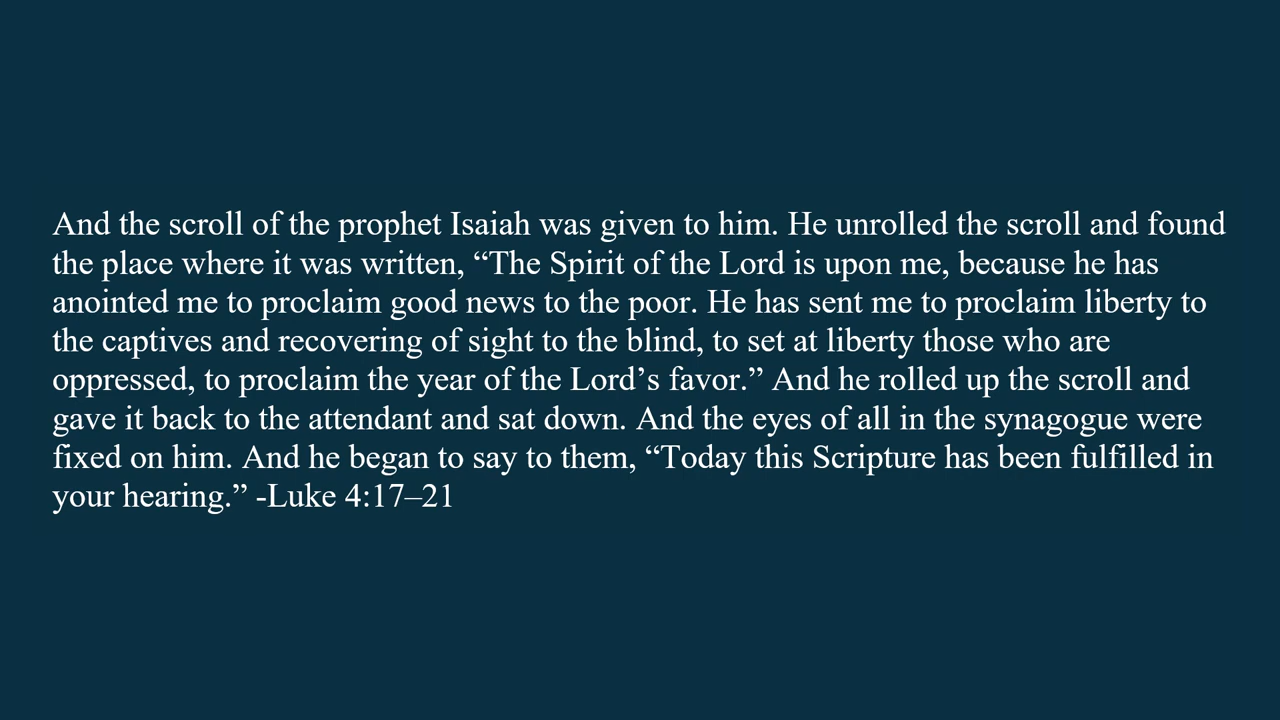 And the scroll of the prophet Isaiah was given to him. He unrolled the scroll and found
the place where it was written, “The Spirit of the Lord is upon me, because he has
anointed me to proclaim good news to the poor. He has sent me to proclaim liberty to
the captives and recovering of sight to the blind, to set at liberty those who are
oppressed, to proclaim the year of the Lord’s favor.” And he rolled up the scroll and
gave it back to the attendant and sat down. And the eyes of all in the synagogue were
fixed on him. And he began to say to them, “Today this Scripture has been fulfilled in
your hearing.” -Luke 4:17–21